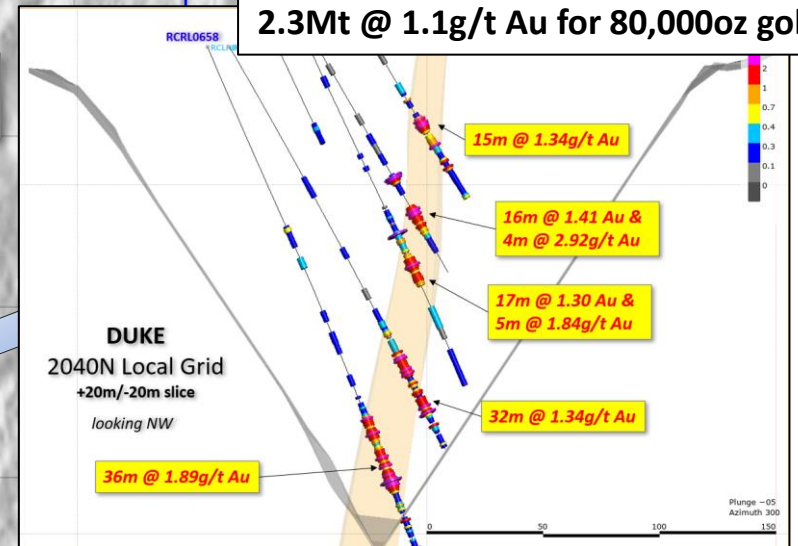 2.3Mt @ 1.1g/t Au for 80,000oz gol
RCRL0658
2
1
0.7
0.4
0.3
0.1
0
15m @ 1.34g/t Au
16m @ 1.41 Au &
4m @ 2.92g/t Au
17m @ 1.30 Au &
5m @ 1.84g/t Au
DUKE
2040N Local Grid
+20m/-20m slice
looking NW
32m @ 1.34g/t Au
36m @ 1.89g/t Au
Plunge −05
Azimuth 300
0
50
100
150